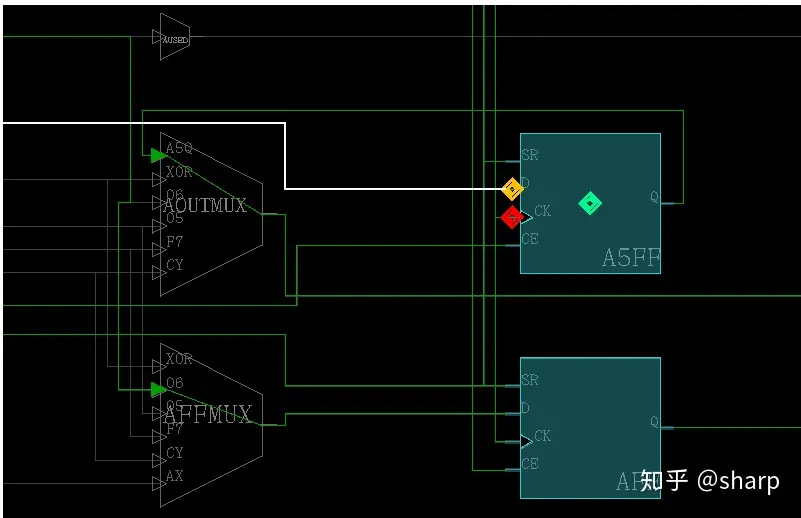 AUSED
A5Q
XOR
O6
AOUTMUX
O5
F7
CY
SR
D
CK
CE
Q
A5FF
XOR
O6
O5
AFFMUX
F7
CY
AX
SR
D
CK
CE
Q
知乎 @sharp